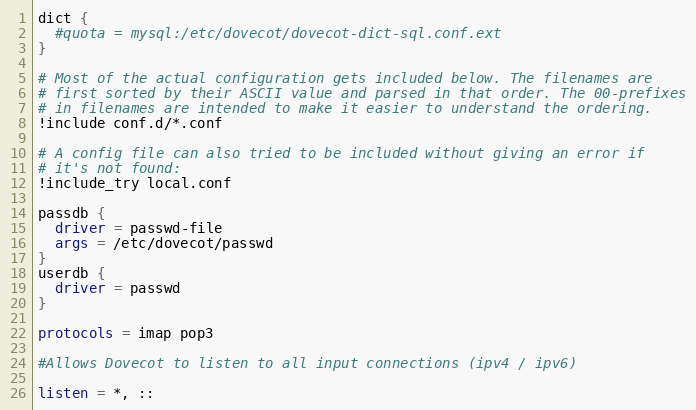 1 dict {
2   #quota = mysql:/etc/dovecot/dovecot-dict-sql.conf.ext
3 }
4
5 # Most of the actual configuration gets included below. The filenames are
6 # first sorted by their ASCII value and parsed in that order. The 00-prefixes
7 # in filenames are intended to make it easier to understand the ordering.
8 !include conf.d/*.conf
9
10 # A config file can also tried to be included without giving an error if
11 # it's not found:
12 !include_try local.conf
13
14 passdb {
15   driver = passwd-file
16   args = /etc/dovecot/passwd
17 }
18 userdb {
19   driver = passwd
20 }
21
22 protocols = imap pop3
23
24 #Allows Dovecot to listen to all input connections (ipv4 / ipv6)
25
26 listen = *, ::